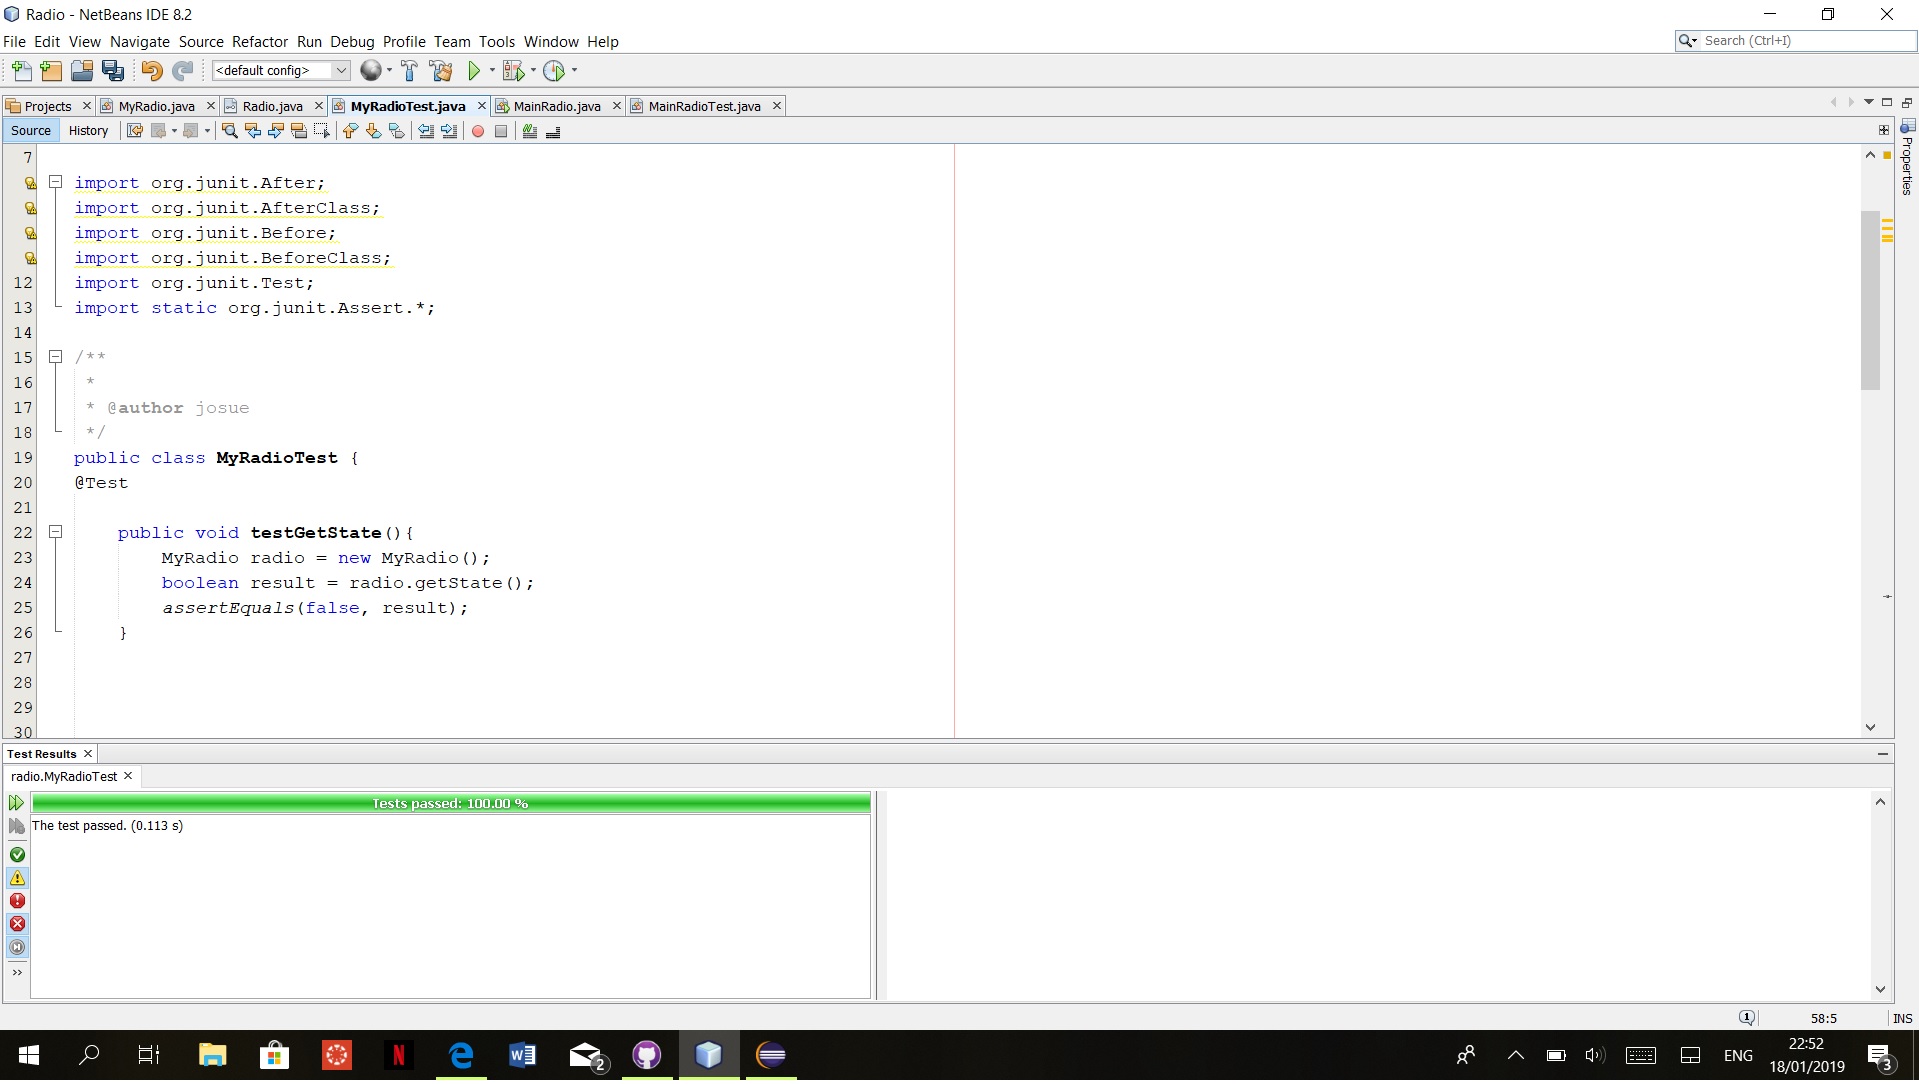 Radio - NetBeans IDE 8.2
File Edit View Navigate Source Refactor Run Debug Profile Team Tools Window Help
Search (Ctrl+I)
<default config>
Projects MyRadio.java Radio.java MyRadioTest.java MainRadio.java MainRadioTest.java
Source History
Properties
7
import org.junit.After;
import org.junit.AfterClass;
import org.junit.Before;
import org.junit.BeforeClass;
12 import org.junit.Test;
13 import static org.junit.Assert.*;
14
15 /**
16 *
17 * @author josue
18 */
19 public class MyRadioTest {
20 @Test
21
22 public void testGetState(){
23 MyRadio radio = new MyRadio();
24 boolean result = radio.getState();
25 assertEquals(false, result);
26 }
27
28
29
30
Test Results
radio.MyRadioTest
Tests passed: 100.00 %
The test passed. (0.113 s)
1 58:5 INS
2 ENG 22:52
18/01/2019 3